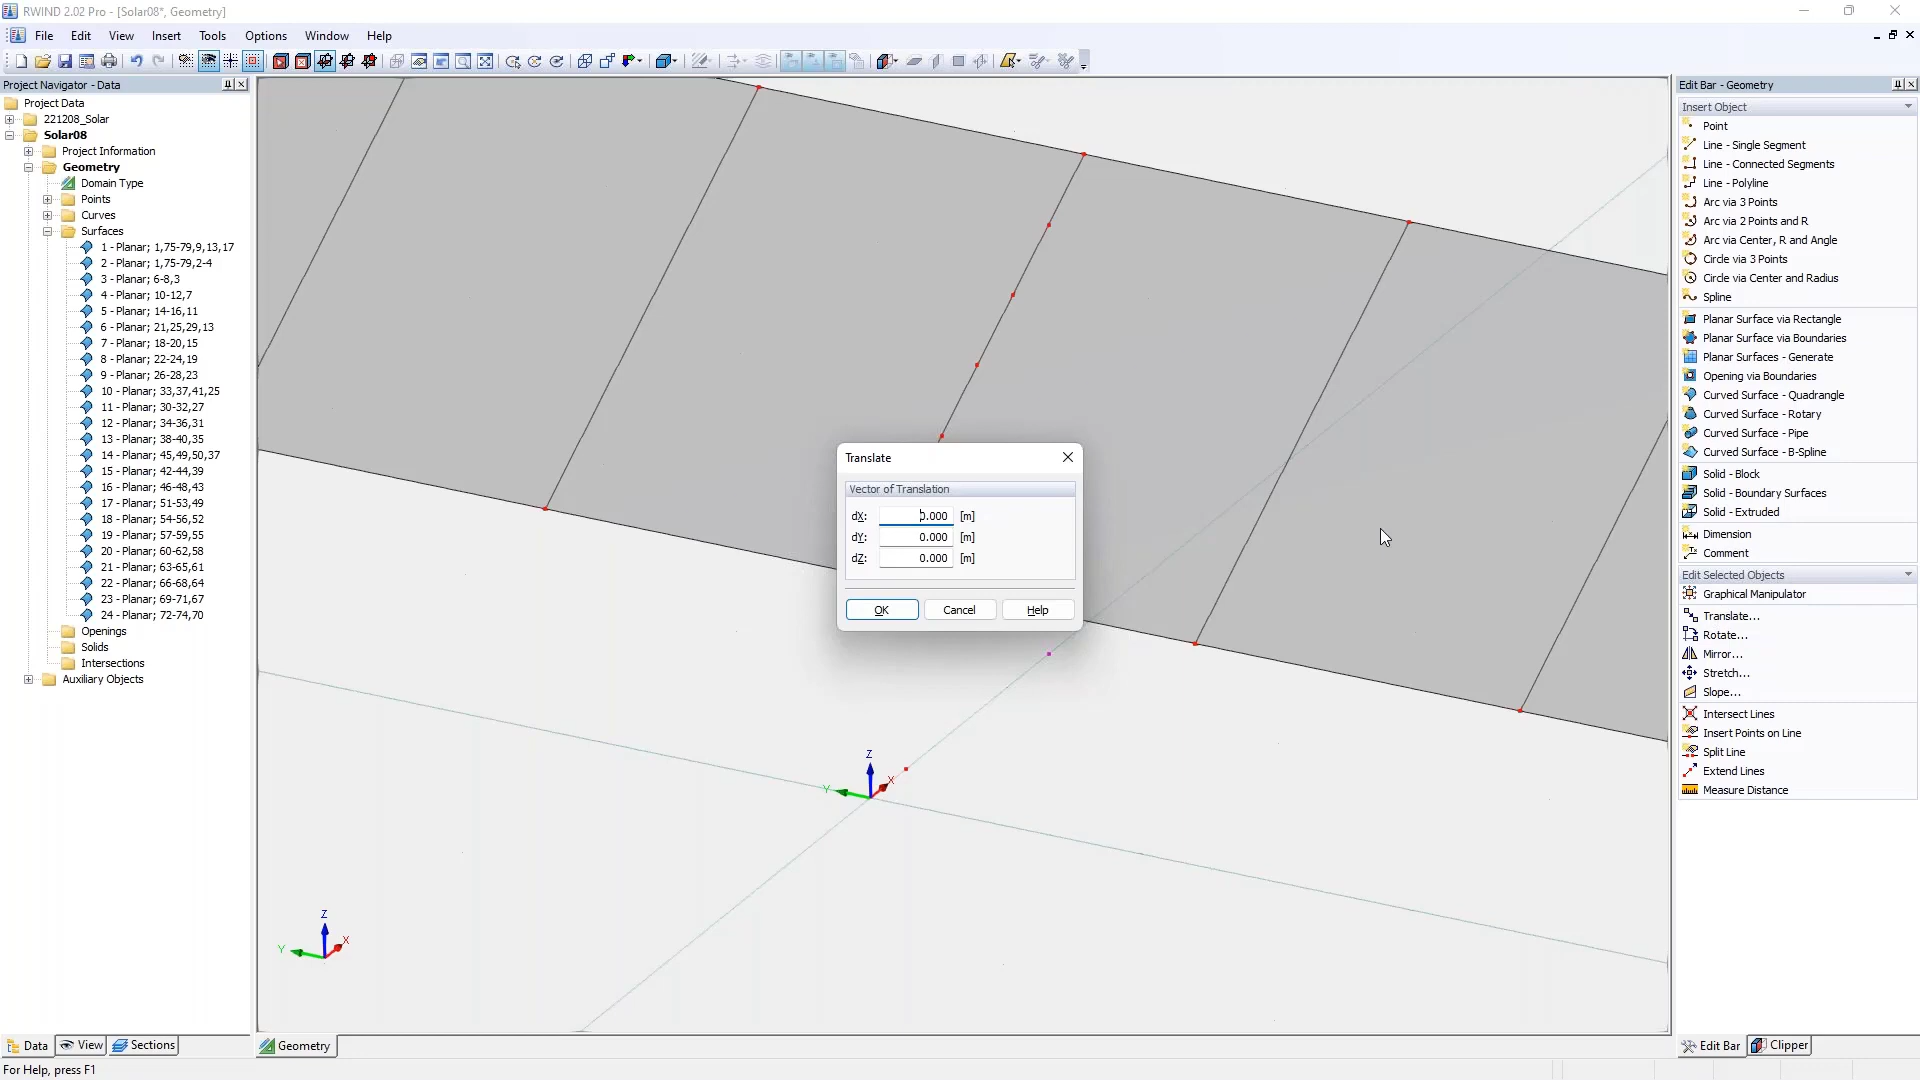 RWIND 2.02 Pro - [Solar08*, Geometry]
File Edit View Insert Tools Options Window Help
Project Navigator - Data
Project Data
221208_Solar
Solar08
Project Information
Geometry
Domain Type
Points
Curves
Surfaces
1 - Planar; 1,75-79,9,13,17
2 - Planar; 1,75-79,2-4
3 - Planar; 6-8,3
4 - Planar; 10-12,7
5 - Planar; 14-16,11
6 - Planar; 21,25,29,13
7 - Planar; 18-20,15
8 - Planar; 22-24,19
9 - Planar; 26-28,23
10 - Planar; 33,37,41,25
11 - Planar; 30-32,27
12 - Planar; 34-36,31
13 - Planar; 38-40,35
14 - Planar; 45,49,50,37
15 - Planar; 42-44,39
16 - Planar; 46-48,43
17 - Planar; 51-53,49
18 - Planar; 54-56,52
19 - Planar; 57-59,55
20 - Planar; 60-62,58
21 - Planar; 63-65,61
22 - Planar; 66-68,64
23 - Planar; 69-71,67
24 - Planar; 72-74,70
Openings
Solids
Intersections
Auxiliary Objects
Data View Sections
Translate
Vector of Translation
dX: 0.000 [m]
dY: 0.000 [m]
dZ: 0.000 [m]
OK Cancel Help
Z
Y X
Z
Y X
Geometry
Edit Bar - Geometry
Insert Object
Point
Line - Single Segment
Line - Connected Segments
Line - Polyline
Arc via 3 Points
Arc via 2 Points and R
Arc via Center, R and Angle
Circle via 3 Points
Circle via Center and Radius
Spline
Planar Surface via Rectangle
Planar Surface via Boundaries
Planar Surfaces - Generate
Opening via Boundaries
Curved Surface - Quadrangle
Curved Surface - Rotary
Curved Surface - Pipe
Curved Surface - B-Spline
Solid - Block
Solid - Boundary Surfaces
Solid - Extruded
Dimension
Comment
Edit Selected Objects
Graphical Manipulator
Translate...
Rotate...
Mirror...
Stretch...
Slope...
Intersect Lines
Insert Points on Line
Split Line
Extend Lines
Measure Distance
Edit Bar Clipper
For Help, press F1